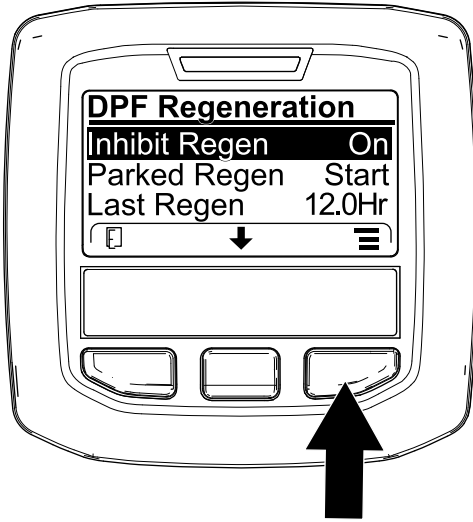 DPF Regeneration
Inhibit Regen On
Parked Regen Start
Last Regen 12.0Hr